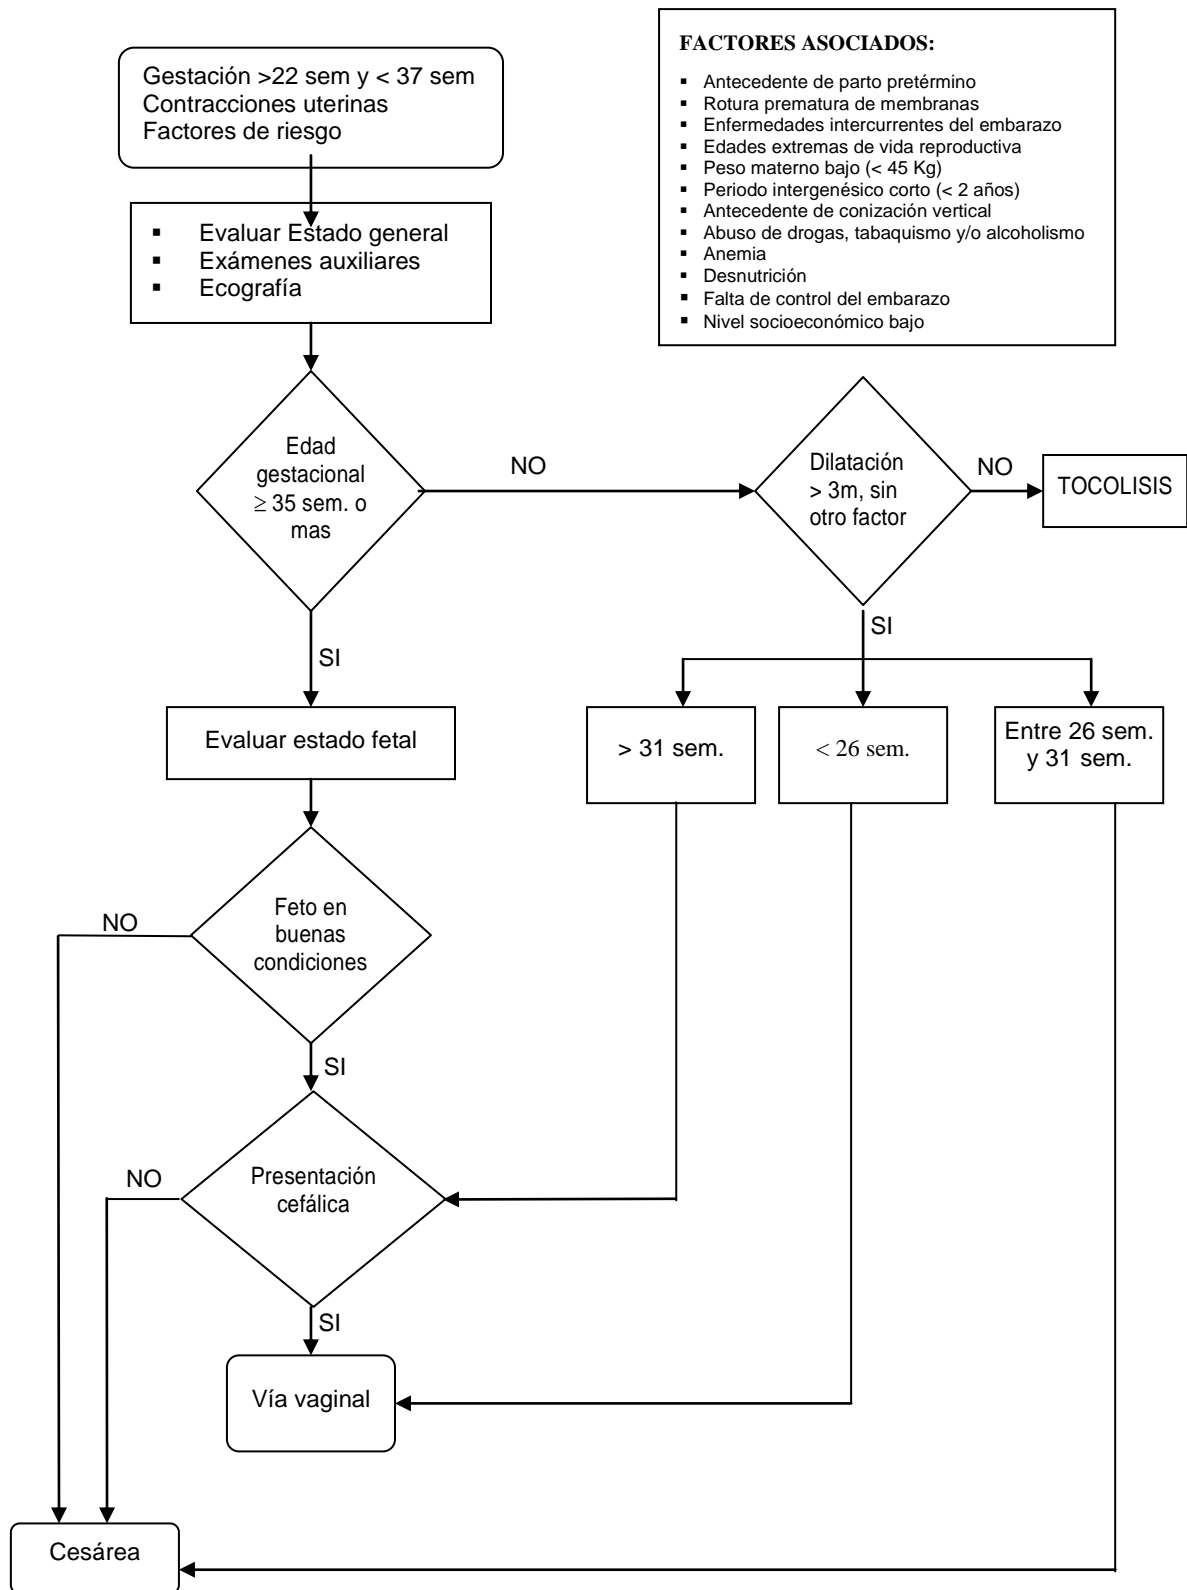 Gestación >22 sem y < 37 sem
Contracciones uterinas
Factores de riesgo
FACTORES ASOCIADOS:
▪ Antecedente de parto pretérmino
▪ Rotura prematura de membranas
▪ Enfermedades intercurrentes del embarazo
▪ Edades extremas de vida reproductiva
▪ Peso materno bajo (< 45 Kg)
▪ Periodo intergenésico corto (< 2 años)
▪ Antecedente de conización vertical
▪ Abuso de drogas, tabaquismo y/o alcoholismo
▪ Anemia
▪ Desnutrición
▪ Falta de control del embarazo
▪ Nivel socioeconómico bajo
▪ Evaluar Estado general
▪ Exámenes auxiliares
▪ Ecografía
Edad
gestacional
≥ 35 sem. o
mas
NO
Dilatación
> 3m, sin
otro factor
NO
TOCOLISIS
SI
SI
Evaluar estado fetal
> 31 sem.
< 26 sem.
Entre 26 sem.
y 31 sem.
Feto en
buenas
condiciones
NO
SI
Presentación
cefálica
NO
SI
Vía vaginal
Cesárea